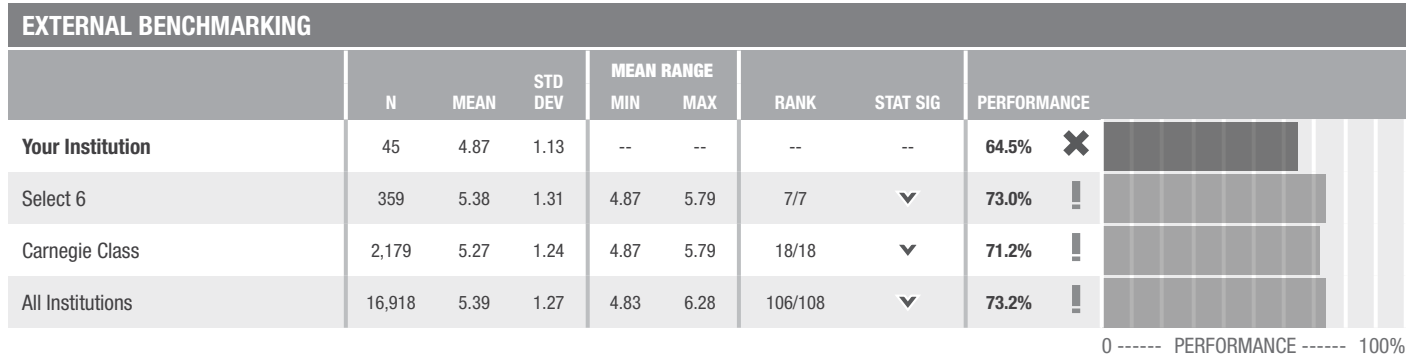 EXTERNAL BENCHMARKING
MEAN RANGE
N MEAN STD DEV MIN MAX RANK STAT SIG PERFORMANCE
Your Institution 45 4.87 1.13 -- -- -- -- 64.5%
Select 6 359 5.38 1.31 4.87 5.79 7/7 73.0%
Carnegie Class 2,179 5.27 1.24 4.87 5.79 18/18 71.2%
All Institutions 16,918 5.39 1.27 4.83 6.28 106/108 73.2%
0 ------ PERFORMANCE ------ 100%